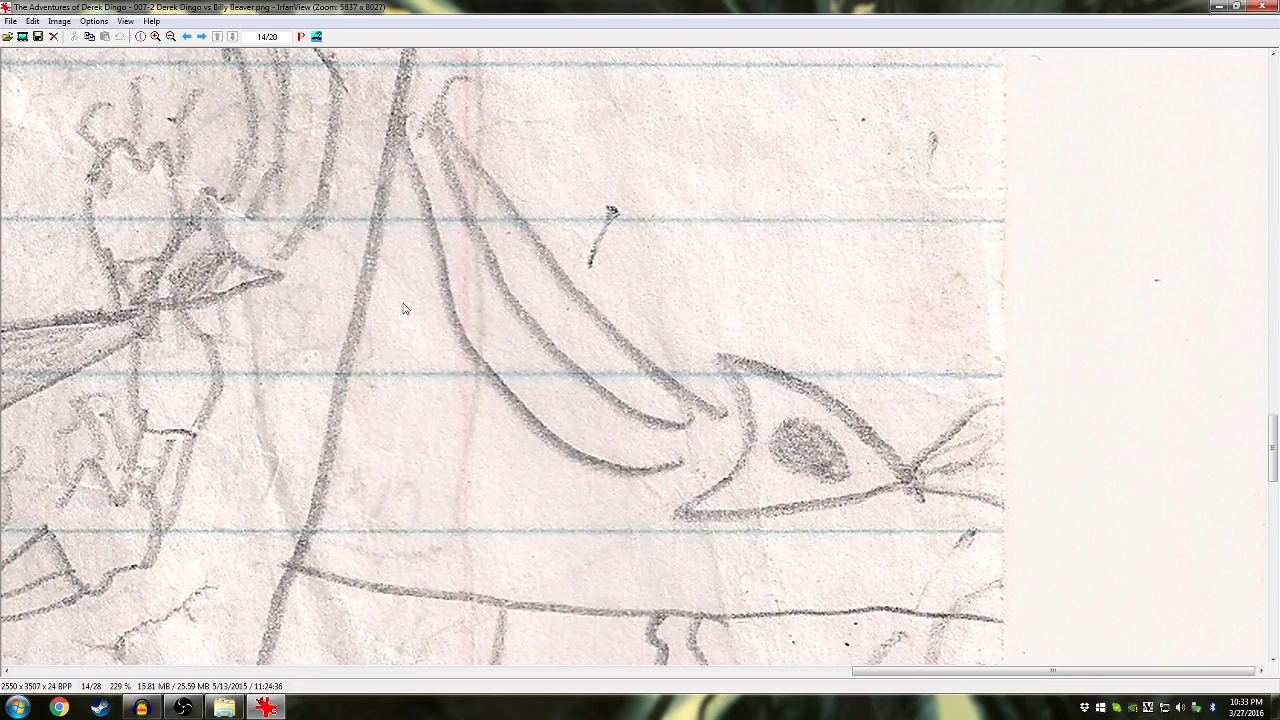 The Adventures of Derek Dingo - 007-2 Derek Dingo vs Billy Beaver.png - IrfanView (Zoom: 5837 x 8027)
File Edit Image Options View Help
14/28
2550 x 3507 x 24 BPP 14/28 229 % 15.81 MB / 25.59 MB 5/13/2015 / 11:24:36
10:33 PM
3/27/2016